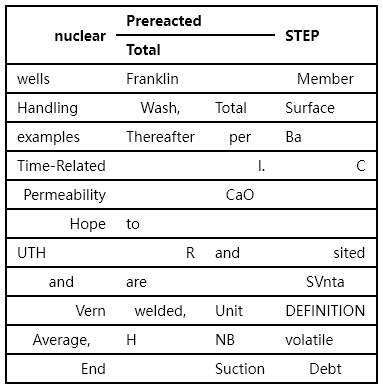 Prereacted
nuclear STEP
Total
wells Franklin Member
Handling Wash, Total Surface
examples Thereafter per Ba
Time-Related I. C
Permeability CaO
Hope to
UTH R and sited
and are SVnta
Vern welded, Unit DEFINITION
Average, H NB volatile
End Suction Debt